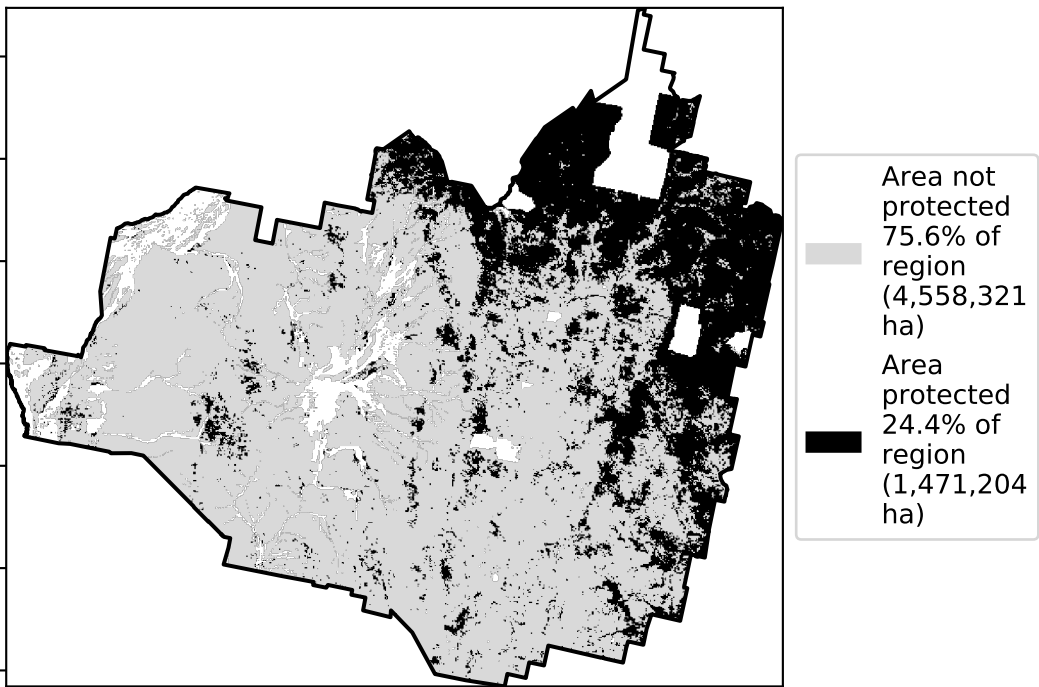 Area not
protected
75.6% of
region
(4,558,321
ha)
Area
protected
24.4% of
region
(1,471,204
ha)